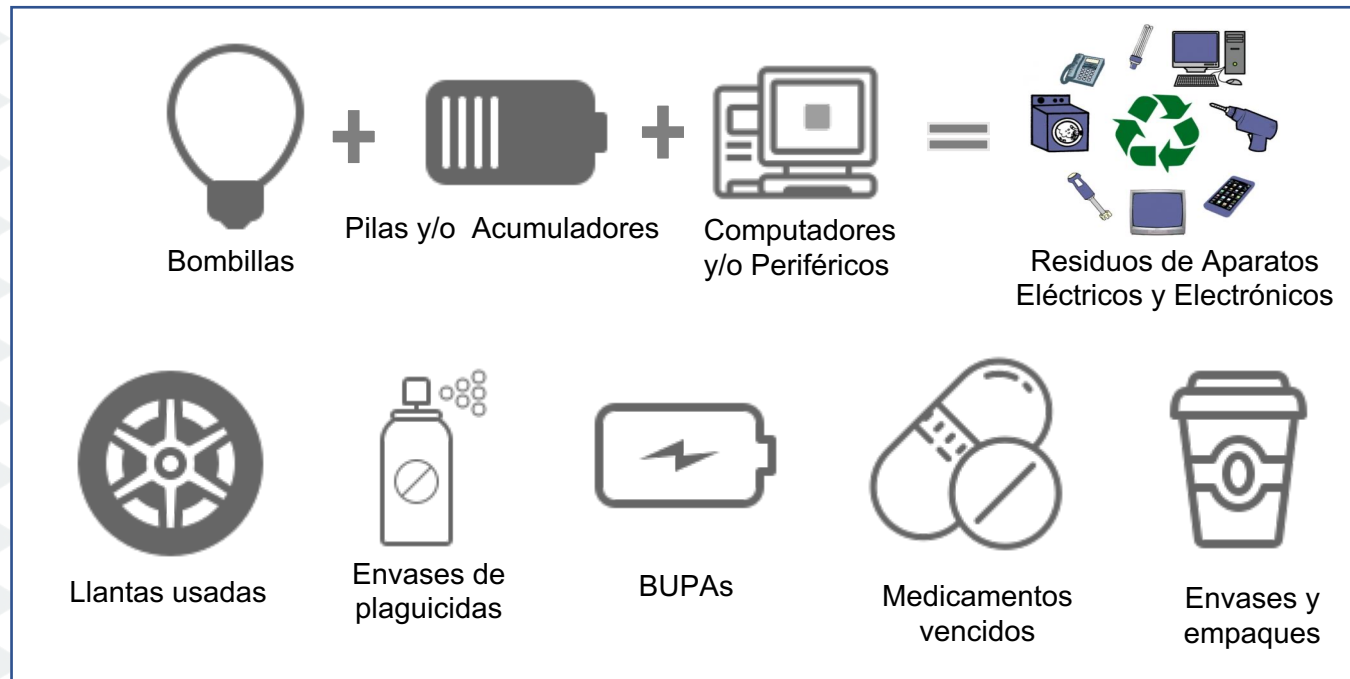 Bombillas
Pilas y/o Acumuladores
Computadores
y/o Periféricos
Residuos de Aparatos
Eléctricos y Electrónicos
Llantas usadas
Envases de
plaguicidas
BUPAs
Medicamentos
vencidos
Envases y
empaques